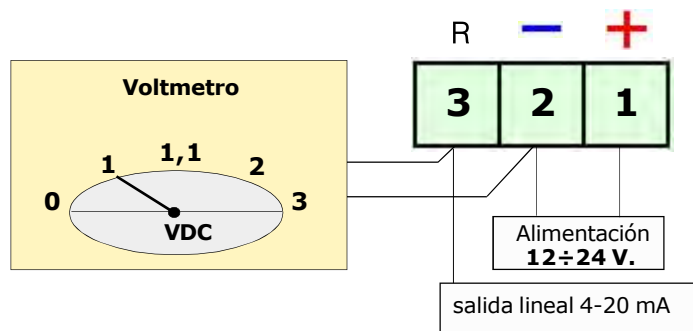 R − +
3 2 1
Voltmetro
0 1 1,1 2 3
VDC
Alimentación
12÷24 V.
salida lineal 4-20 mA